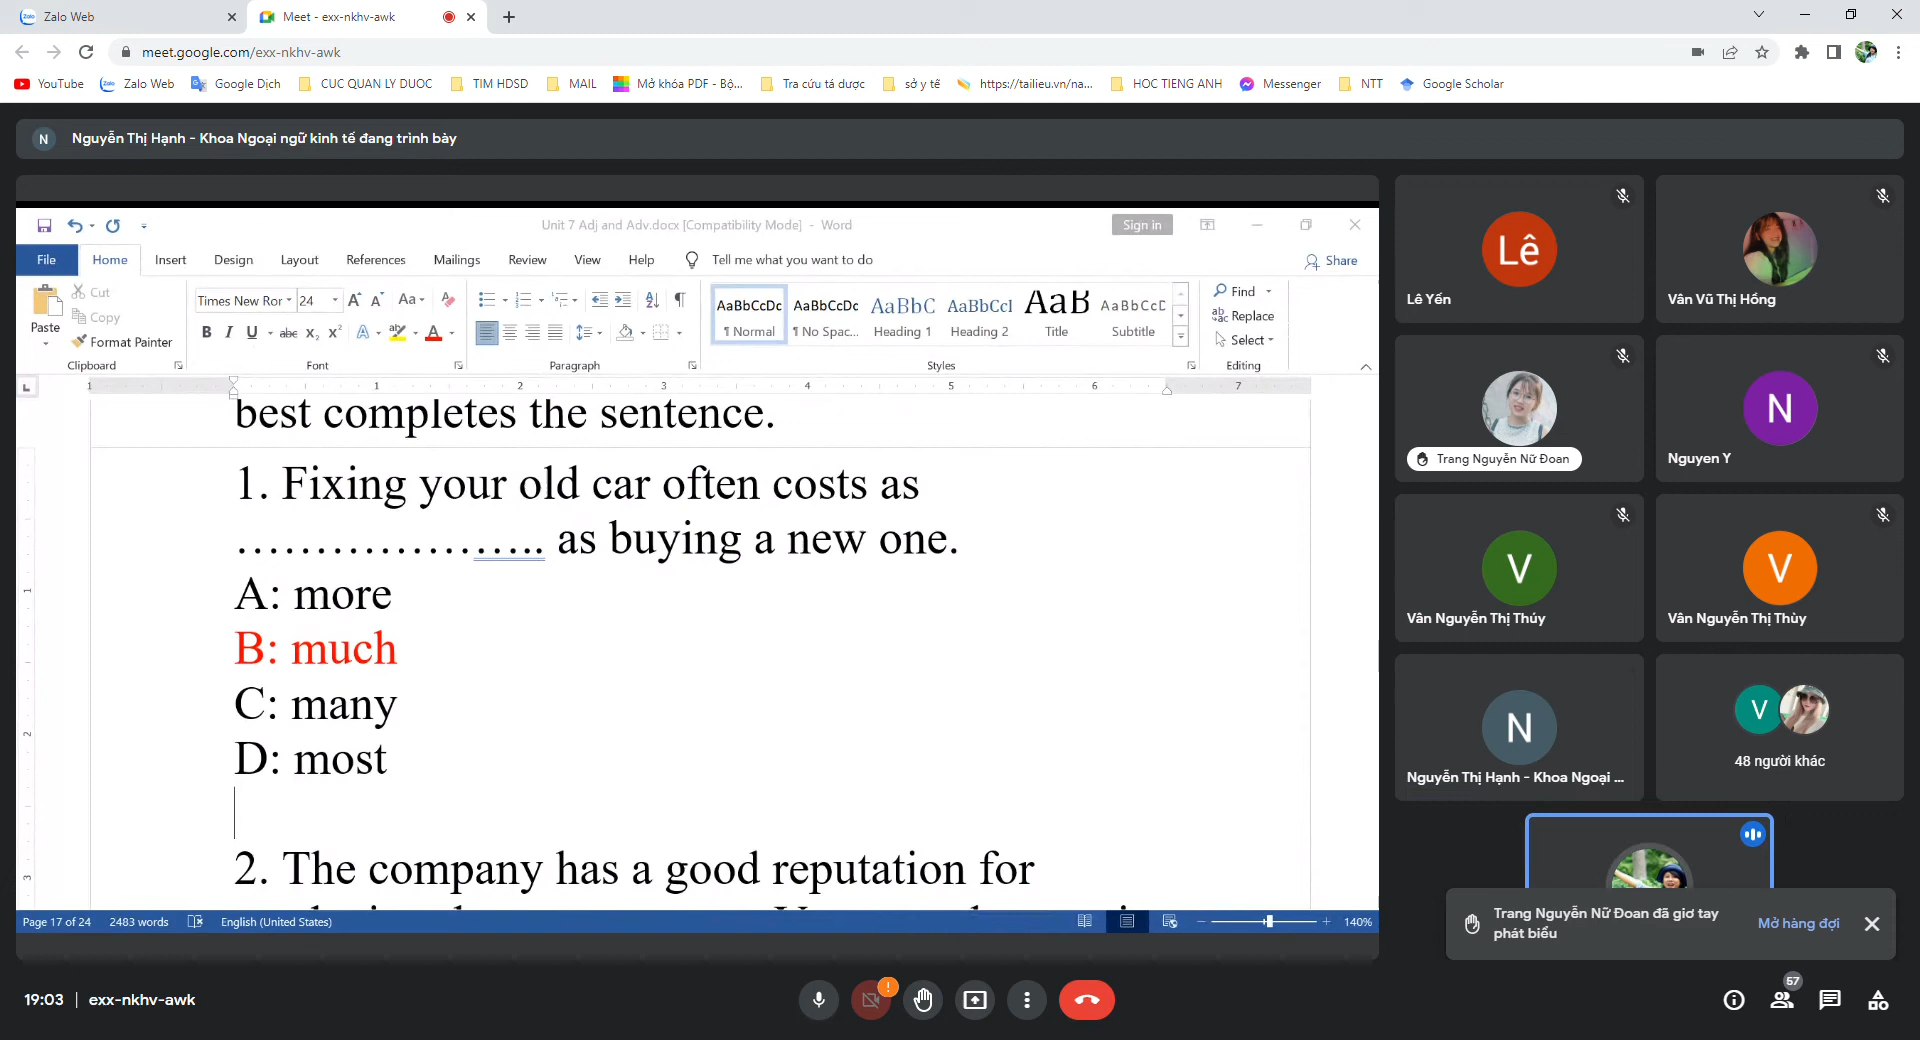 Zalo Web
Meet - exx-nkhv-awk
meet.google.com/exx-nkhv-awk
YouTube
Zalo Web
Google Dịch
CUC QUAN LY DUOC
TIM HDSD
MAIL
Mở khóa PDF - Bộ...
Tra cứu tá dược
sở y tế
https://tailieu.vn/na...
HOC TIENG ANH
Messenger
NTT
Google Scholar
N
Nguyễn Thị Hạnh - Khoa Ngoại ngữ kinh tế đang trình bày
Unit 7 Adj and Adv.docx [Compatibility Mode] - Word
Sign in
File
Home
Insert
Design
Layout
References
Mailings
Review
View
Help
Tell me what you want to do
Share
Paste
Cut
Copy
Format Painter
Clipboard
Times New Ror
24
Font
Paragraph
AaBbCcDc
¶ Normal
AaBbCcDc
¶ No Spac...
AaBbC
Heading 1
AaBbCcI
Heading 2
AaB
Title
AaBbCcD
Subtitle
Styles
Find
Replace
Select
Editing
best completes the sentence.
1. Fixing your old car often costs as
………………….. as buying a new one.
A: more
B: much
C: many
D: most
2. The company has a good reputation for
Page 17 of 24
2483 words
English (United States)
140%
Lê
Lê Yến
Vân Vũ Thị Hồng
Trang Nguyễn Nữ Đoan
N
Nguyen Y
V
Vân Nguyễn Thị Thúy
V
Vân Nguyễn Thị Thùy
N
Nguyễn Thị Hạnh - Khoa Ngoại ...
V
48 người khác
Trang Nguyễn Nữ Đoan đã giơ tay
phát biểu
Mở hàng đợi
19:03 | exx-nkhv-awk
57